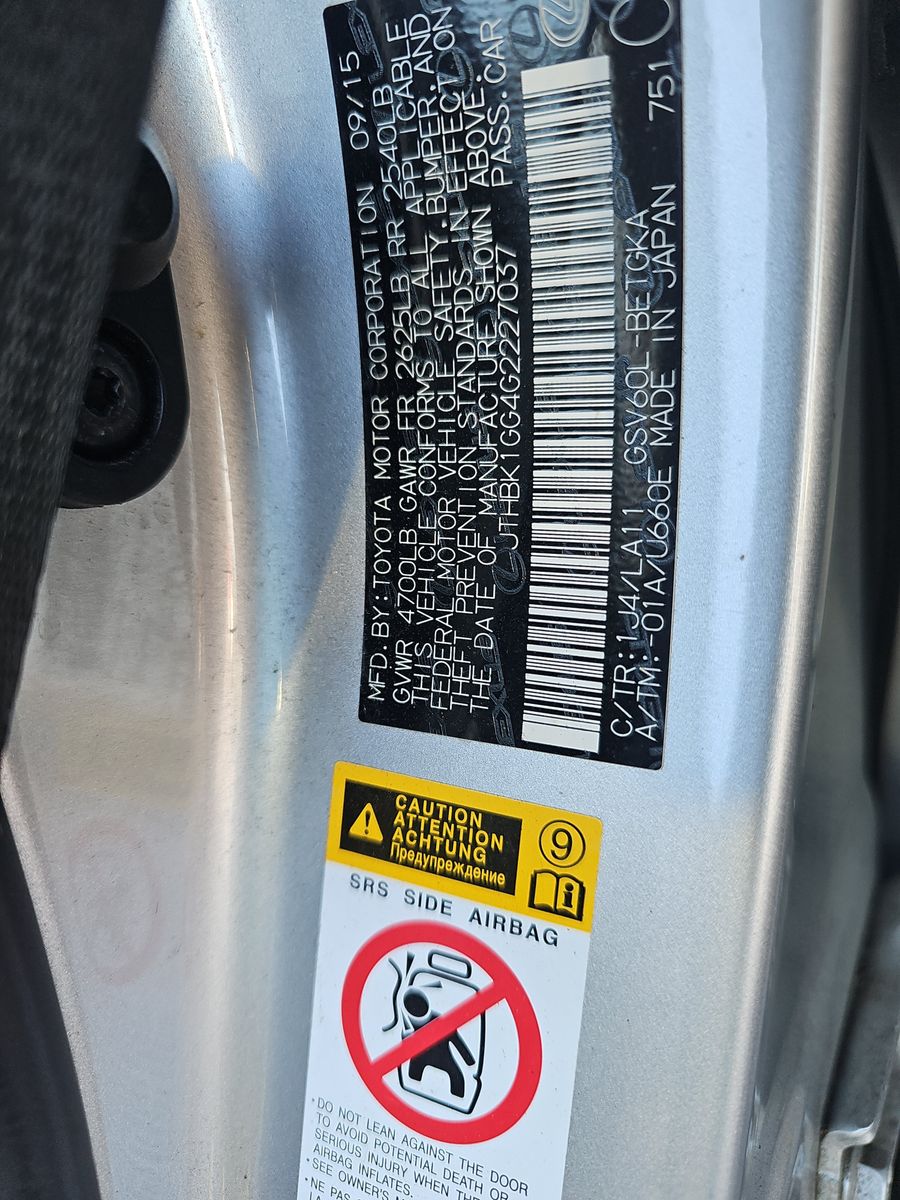 MFD. BY: TOYOTA MOTOR CORPORATION 09/15
GVWR 4700LB GAWR FR 2625LB RR 2540LB
THIS VEHICLE CONFORMS TO ALL APPLICABLE
FEDERAL MOTOR VEHICLE SAFETY, BUMPER, AND
THEFT PREVENTION STANDARDS IN EFFECT ON
THE DATE OF MANUFACTURE SHOWN ABOVE.
JTHBK1GG4G2227037 PASS. CAR
C/TR: 1J4/LA11 GSV60L-BETGKA 751
A/TM: -01A/U660E MADE IN JAPAN
CAUTION
ATTENTION
ACHTUNG
Предупреждение
9
i
SRS SIDE AIRBAG
•DO NOT LEAN AGAINST THE DOOR
TO AVOID POTENTIAL DEATH OR
SERIOUS INJURY WHEN THE
AIRBAG INFLATES.
•SEE OWNER'S
•NE PAS